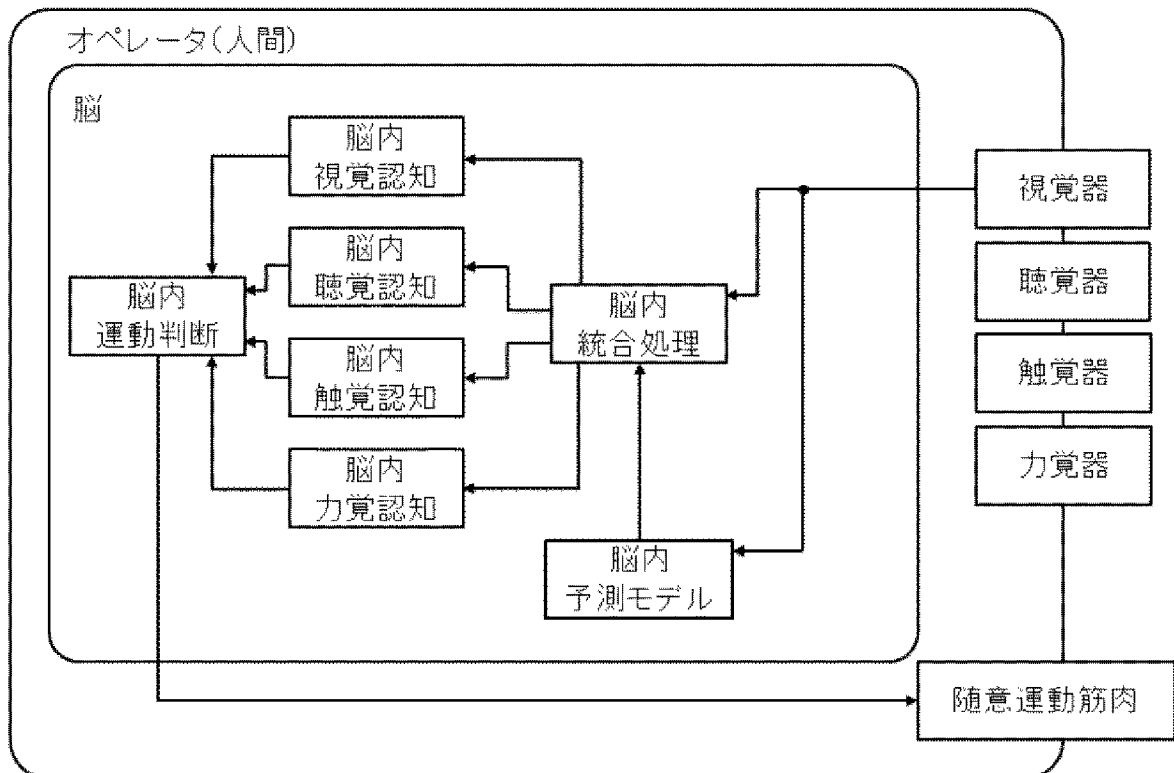 オペレータ(人間)
脳
脳内
視覚認知
脳内
聴覚認知
脳内
触覚認知
脳内
力覚認知
脳内
運動判断
脳内
統合処理
脳内
予測モデル
視覚器
聴覚器
触覚器
力覚器
随意運動筋肉